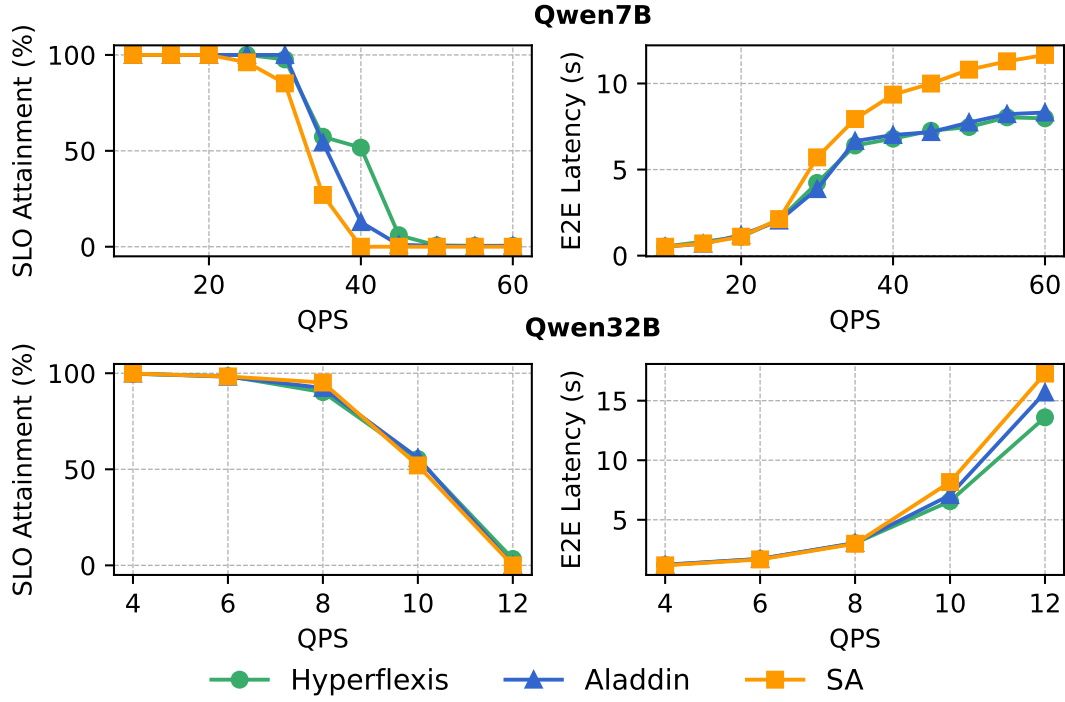 Qwen7B
SLO Attainment (%)
100
50
0
20 40 60
QPS
E2E Latency (s)
10
5
0
20 40 60
QPS
Qwen32B
SLO Attainment (%)
100
50
0
4 6 8 10 12
QPS
E2E Latency (s)
15
10
5
4 6 8 10 12
QPS
Hyperflexis Aladdin SA